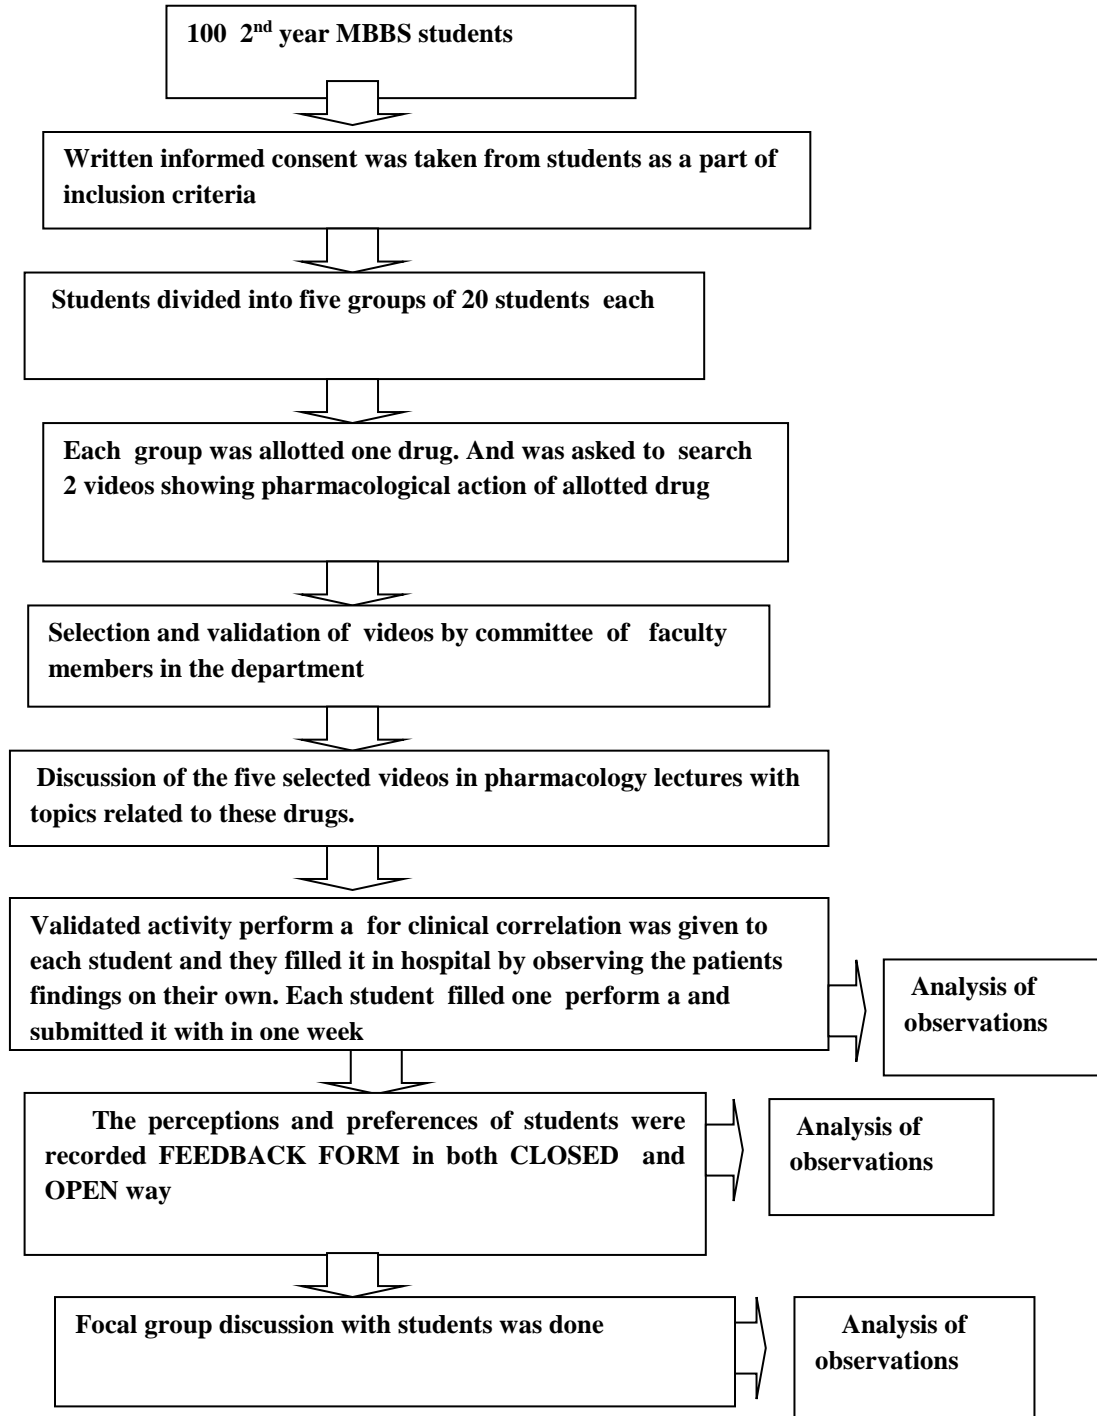 100 2nd year MBBS students
Written informed consent was taken from students as a part of
inclusion criteria
Students divided into five groups of 20 students each
Each group was allotted one drug. And was asked to search
2 videos showing pharmacological action of allotted drug
Selection and validation of videos by committee of faculty
members in the department
Discussion of the five selected videos in pharmacology lectures with
topics related to these drugs.
Validated activity perform a for clinical correlation was given to
each student and they filled it in hospital by observing the patients
findings on their own. Each student filled one perform a and
submitted it with in one week
Analysis of
observations
The perceptions and preferences of students were
recorded FEEDBACK FORM in both CLOSED and
OPEN way
Analysis of
observations
Focal group discussion with students was done
Analysis of
observations